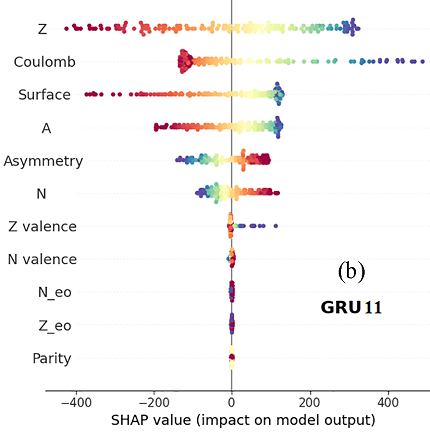 Z
Coulomb
Surface
A
Asymmetry
N
Z valence
N valence
N_eo
Z_eo
Parity
(b)
GRU11
−400 −200 0 200 400
SHAP value (impact on model output)